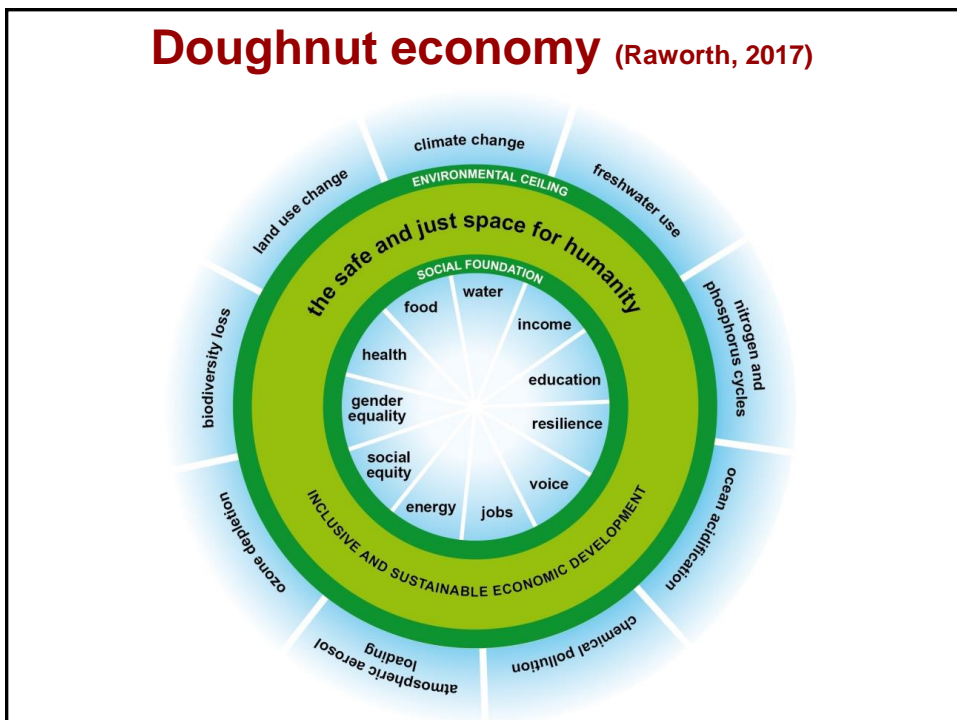 Doughnut economy (Raworth, 2017)
climate change
freshwater use
nitrogen and
phosphorus cycles
ocean acidification
chemical pollution
atmospheric aerosol
loading
ozone depletion
biodiversity loss
land use change
ENVIRONMENTAL CEILING
the safe and just space for humanity
SOCIAL FOUNDATION
water
income
education
resilience
voice
jobs
energy
social
equity
gender
equality
health
food
INCLUSIVE AND SUSTAINABLE ECONOMIC DEVELOPMENT